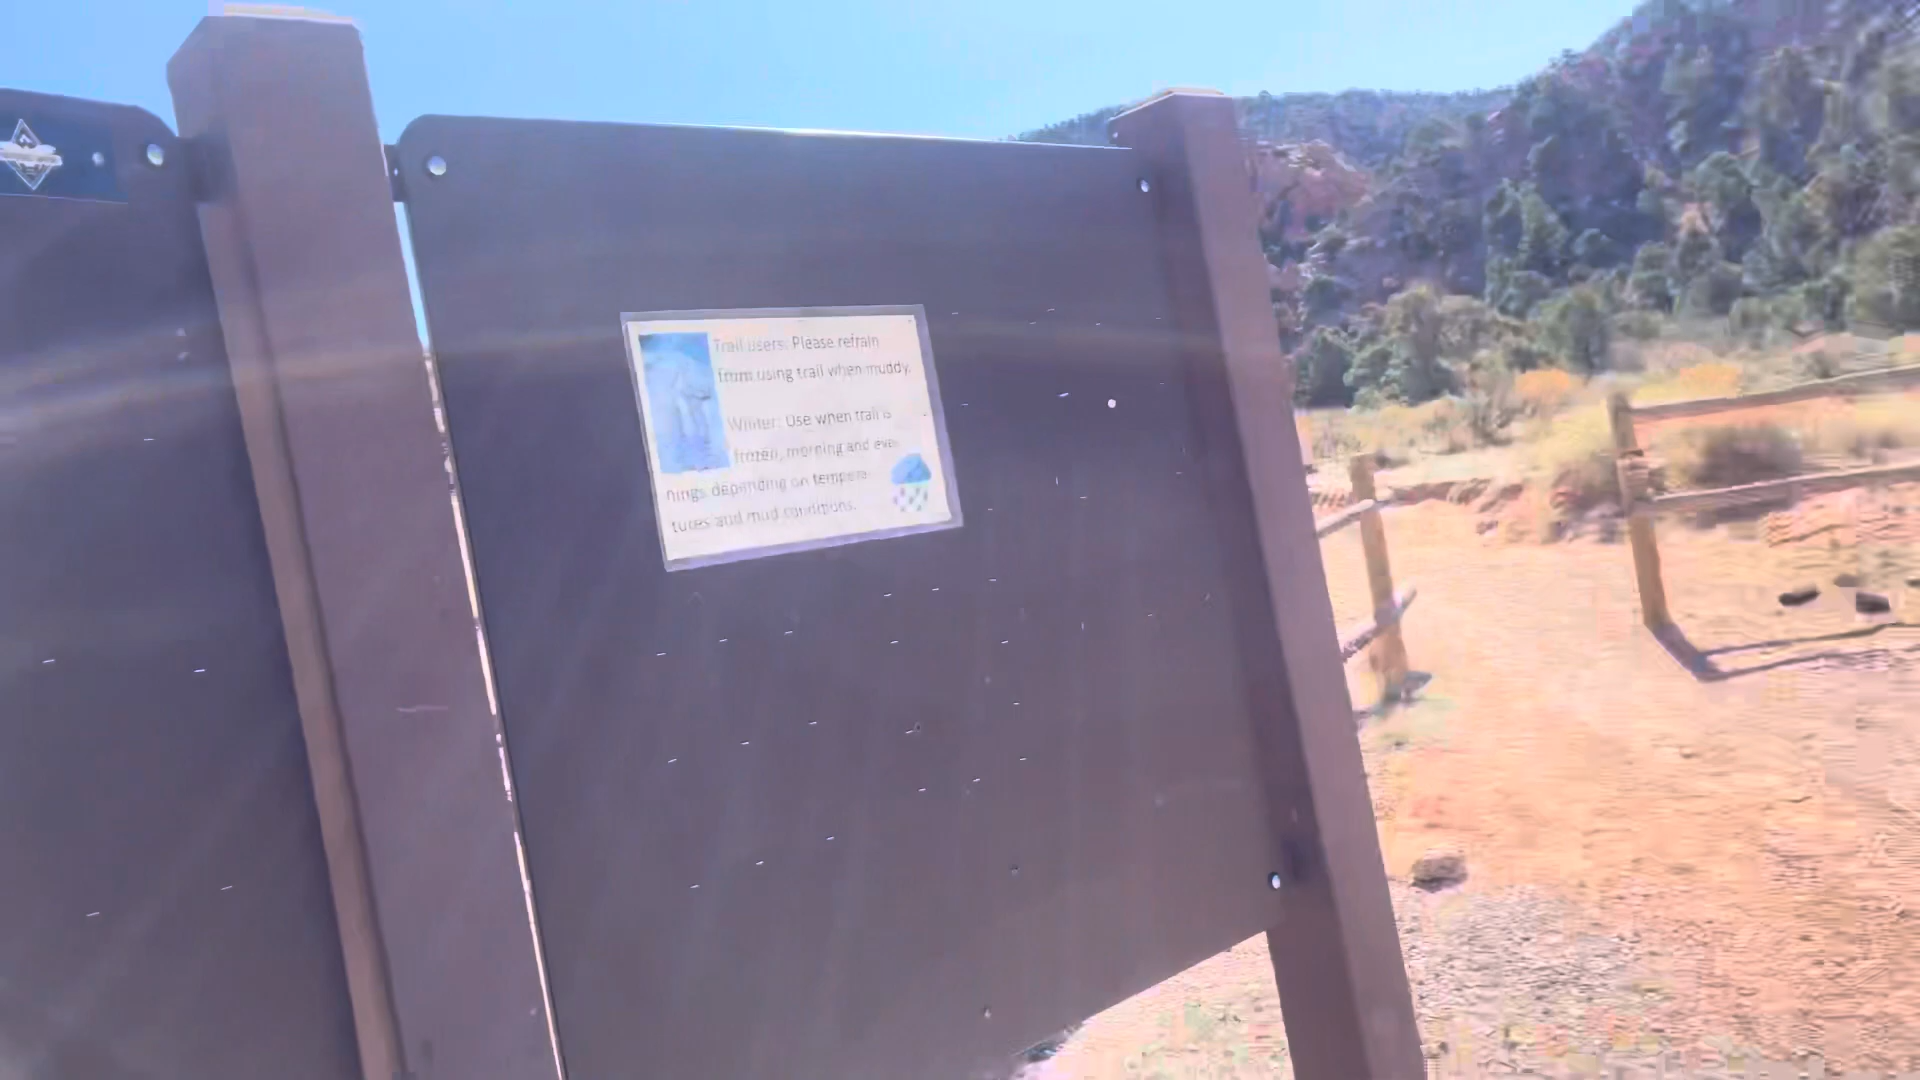 Trail users: Please refrain
from using trail when muddy.
Winter: Use when trail is
frozen, morning and eve-
nings depending on tempera-
tures and mud conditions.